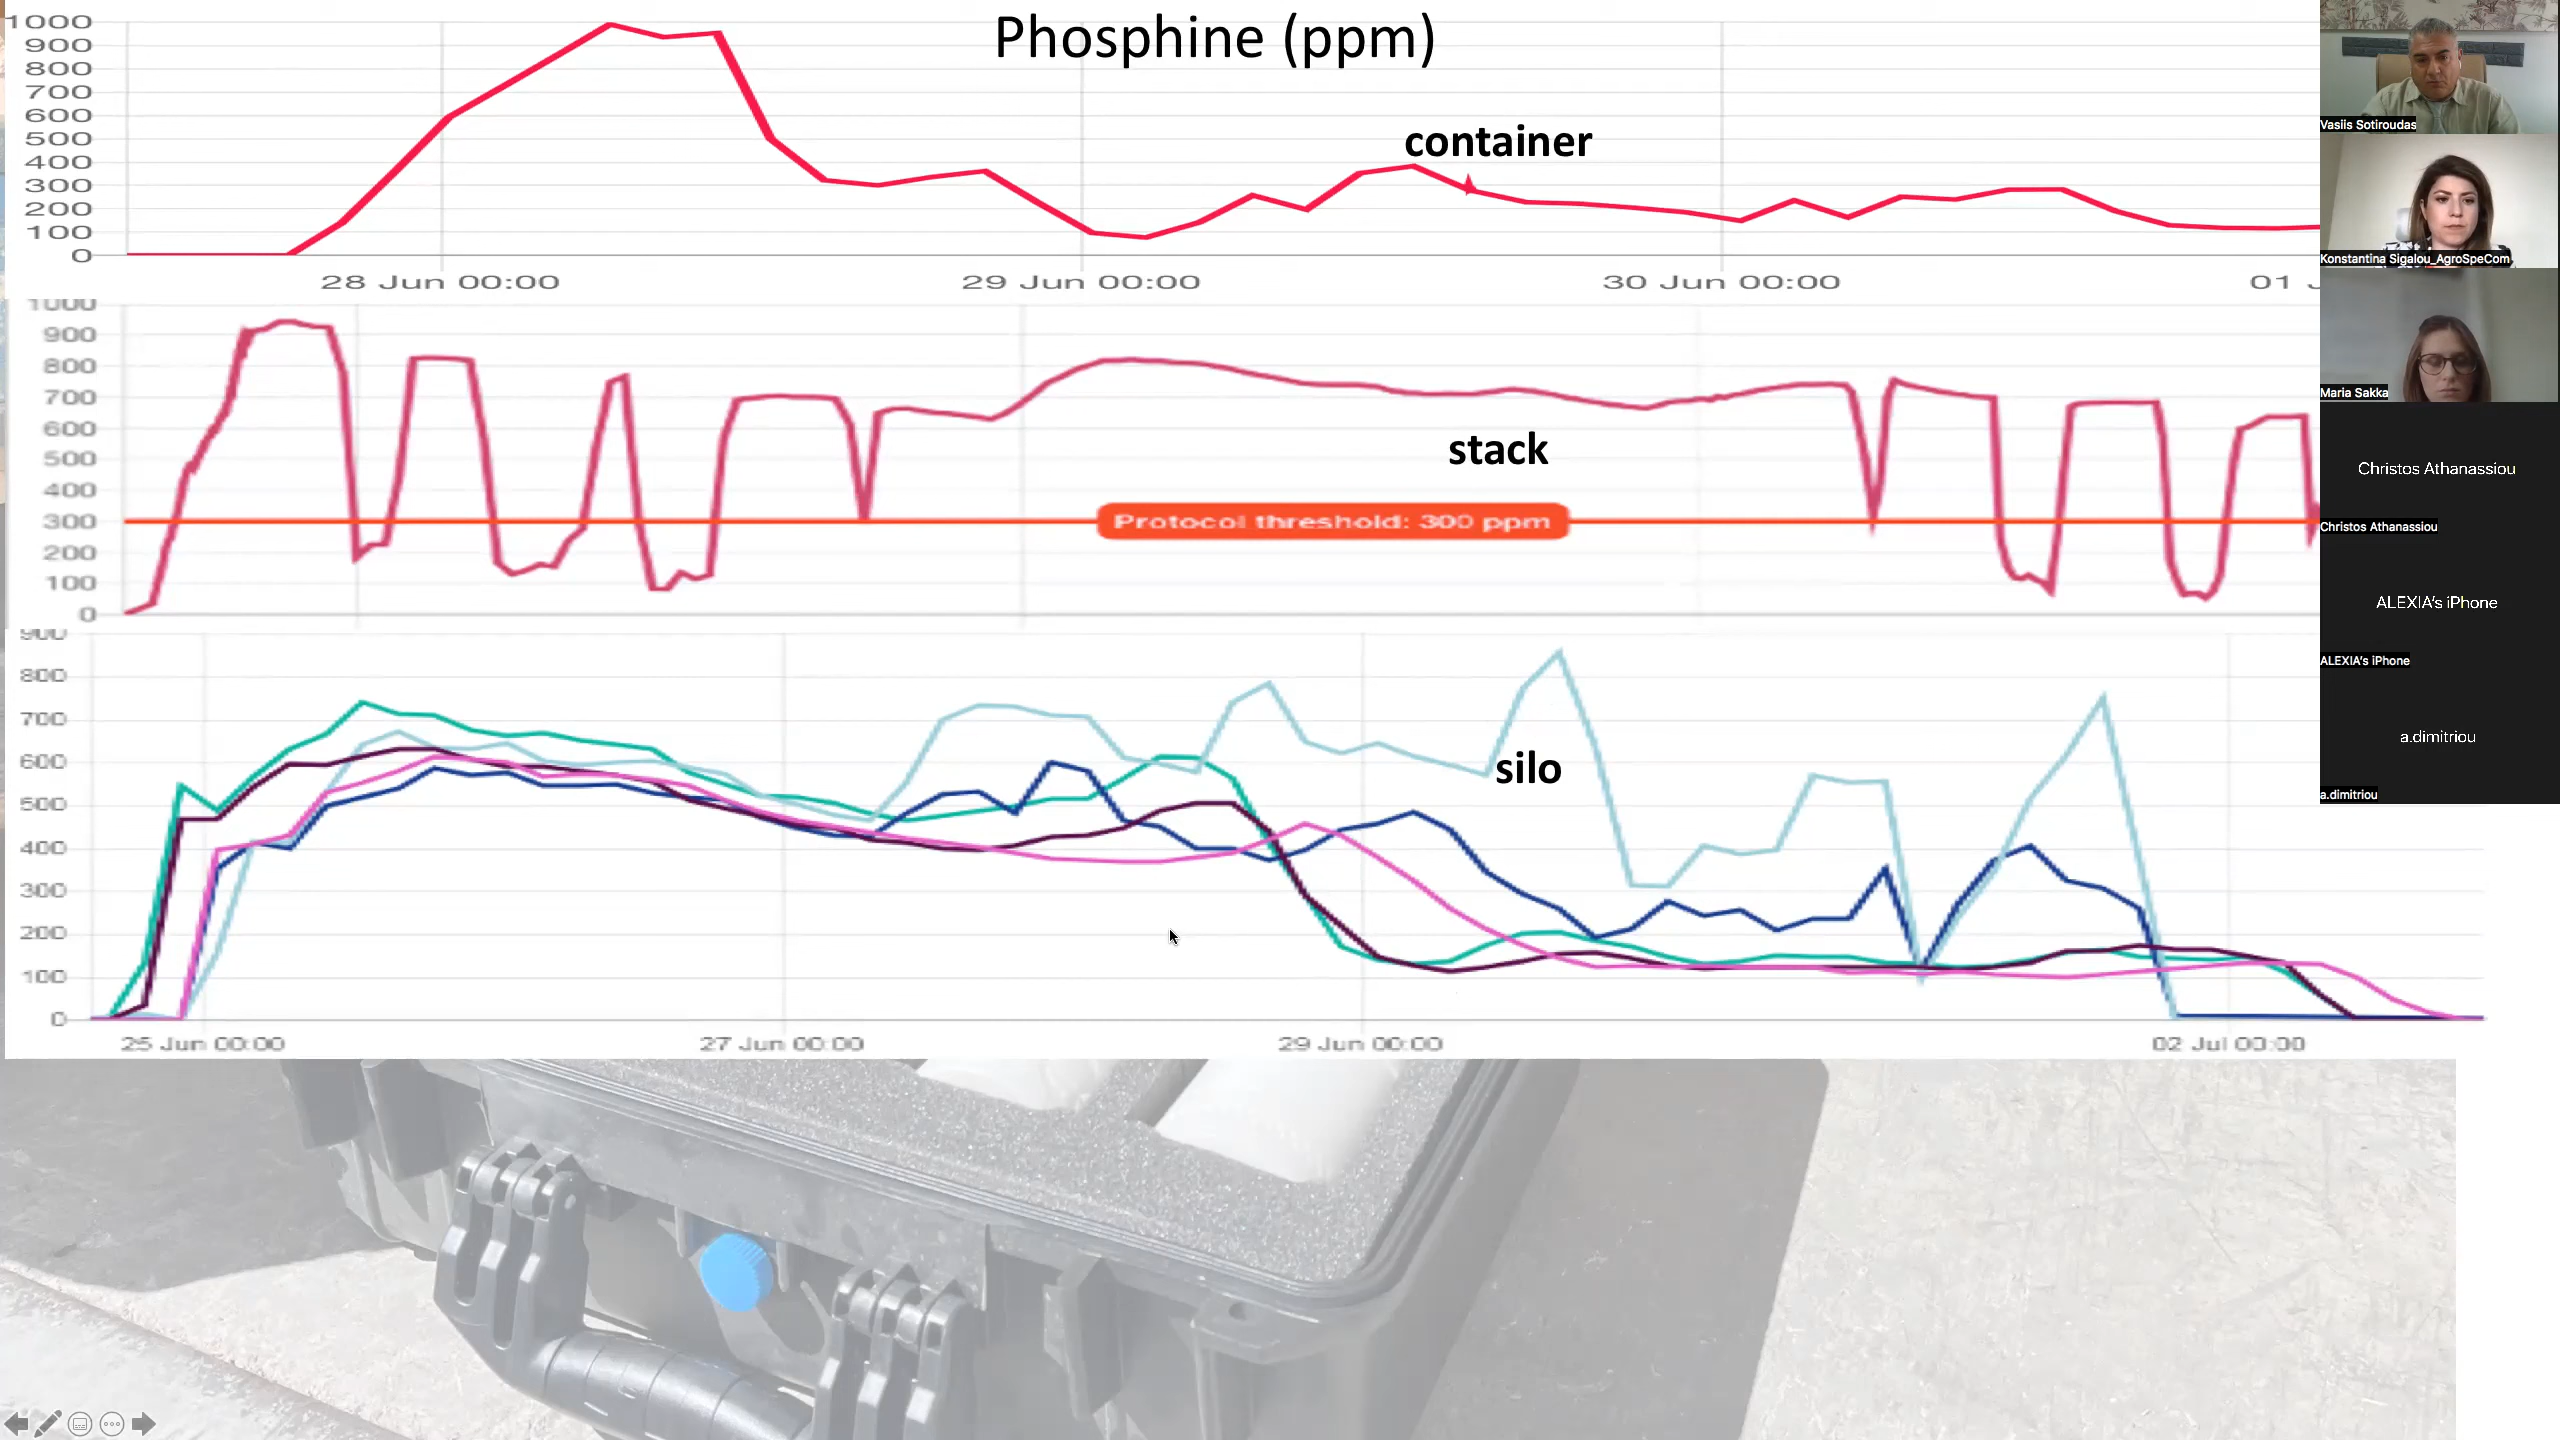 Phosphine (ppm)
1000
900
800
700
600
500
400
300
200
100
0
container
28 Jun 00:00
29 Jun 00:00
30 Jun 00:00
01 J
1000
900
800
700
600
500
400
300
200
100
0
stack
Protocol threshold: 300 ppm
900
800
700
600
500
400
300
200
100
0
silo
25 Jun 00:00
27 Jun 00:00
29 Jun 00:00
02 Jul 00:00
Vasilis Sotiroudas
Konstantina Sigalou_AgroSpeCom
Maria Sakka
Christos Athanassiou
Christos Athanassiou
ALEXIA's iPhone
ALEXIA's iPhone
a.dimitriou
a.dimitriou